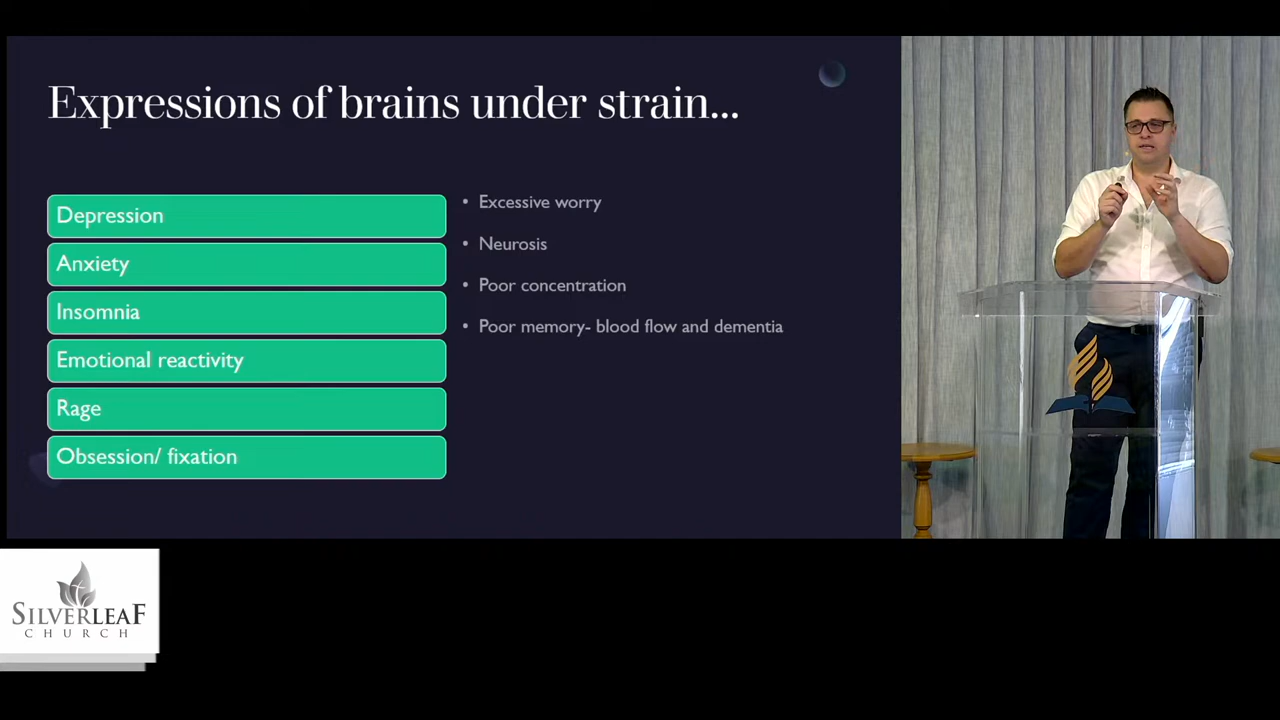 Expressions of brains under strain...
Depression
Anxiety
Insomnia
Emotional reactivity
Rage
Obsession/ fixation
• Excessive worry
• Neurosis
• Poor concentration
• Poor memory- blood flow and dementia
SILVERLEAF
CHURCH